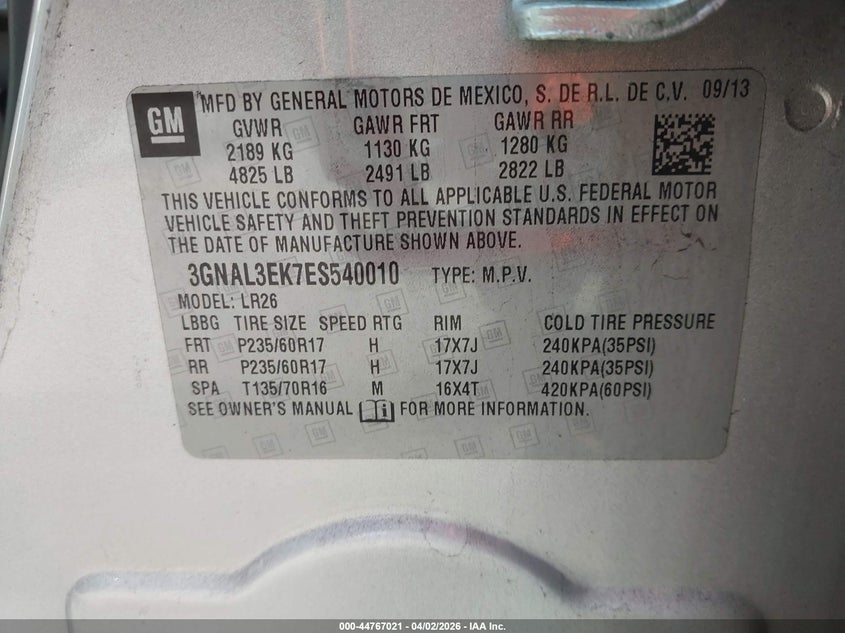 GM MFD BY GENERAL MOTORS DE MEXICO, S. DE R.L. DE C.V. 09/13
GVWR GAWR FRT GAWR RR
2189 KG 1130 KG 1280 KG
4825 LB 2491 LB 2822 LB
THIS VEHICLE CONFORMS TO ALL APPLICABLE U.S. FEDERAL MOTOR
VEHICLE SAFETY AND THEFT PREVENTION STANDARDS IN EFFECT ON
THE DATE OF MANUFACTURE SHOWN ABOVE.
3GNAL3EK7ES540010 TYPE: M.P.V.
MODEL: LR26
LBBG TIRE SIZE SPEED RTG RIM COLD TIRE PRESSURE
FRT P235/60R17 H 17X7J 240KPA(35PSI)
RR P235/60R17 H 17X7J 240KPA(35PSI)
SPA T135/70R16 M 16X4T 420KPA(60PSI)
SEE OWNER'S MANUAL i FOR MORE INFORMATION.
000-44767021 | 04/02/2026 | IAA Inc.